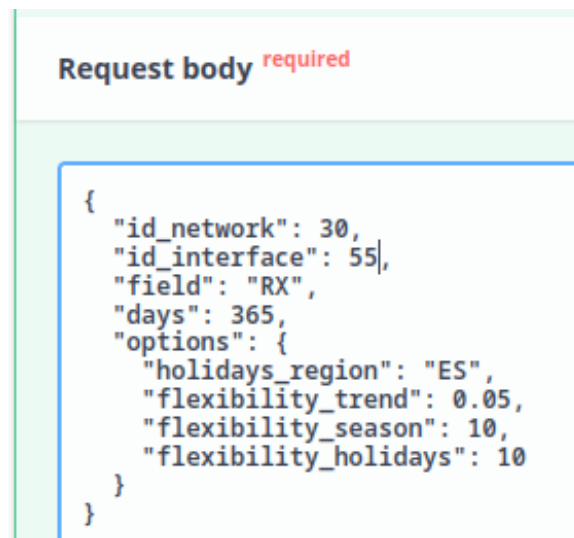 Request body required
{
  "id_network": 30,
  "id_interface": 55,
  "field": "RX",
  "days": 365,
  "options": {
    "holidays_region": "ES",
    "flexibility_trend": 0.05,
    "flexibility_season": 10,
    "flexibility_holidays": 10
  }
}